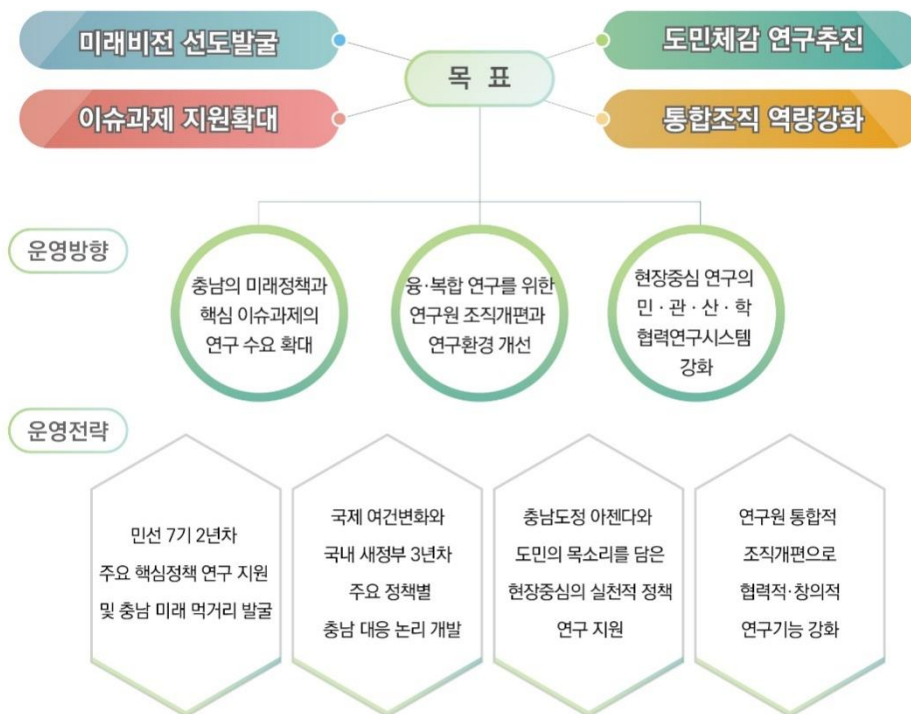 미래비전 선도발굴
도민체감 연구추진
목 표
이슈과제 지원확대
통합조직 역량강화
운영방향
충남의 미래정책과
핵심 이슈과제의
연구 수요 확대
융·복합 연구를 위한
연구원 조직개편과
연구환경 개선
현장중심 연구의
민 · 관 · 산 · 학
협력연구시스템
강화
운영전략
민선 7기 2년차
주요 핵심정책 연구 지원
및 충남 미래 먹거리 발굴
국제 여건변화와
국내 새정부 3년차
주요 정책별
충남 대응 논리 개발
충남도정 아젠다와
도민의 목소리를 담은
현장중심의 실천적 정책
연구 지원
연구원 통합적
조직개편으로
협력적·창의적
연구기능 강화